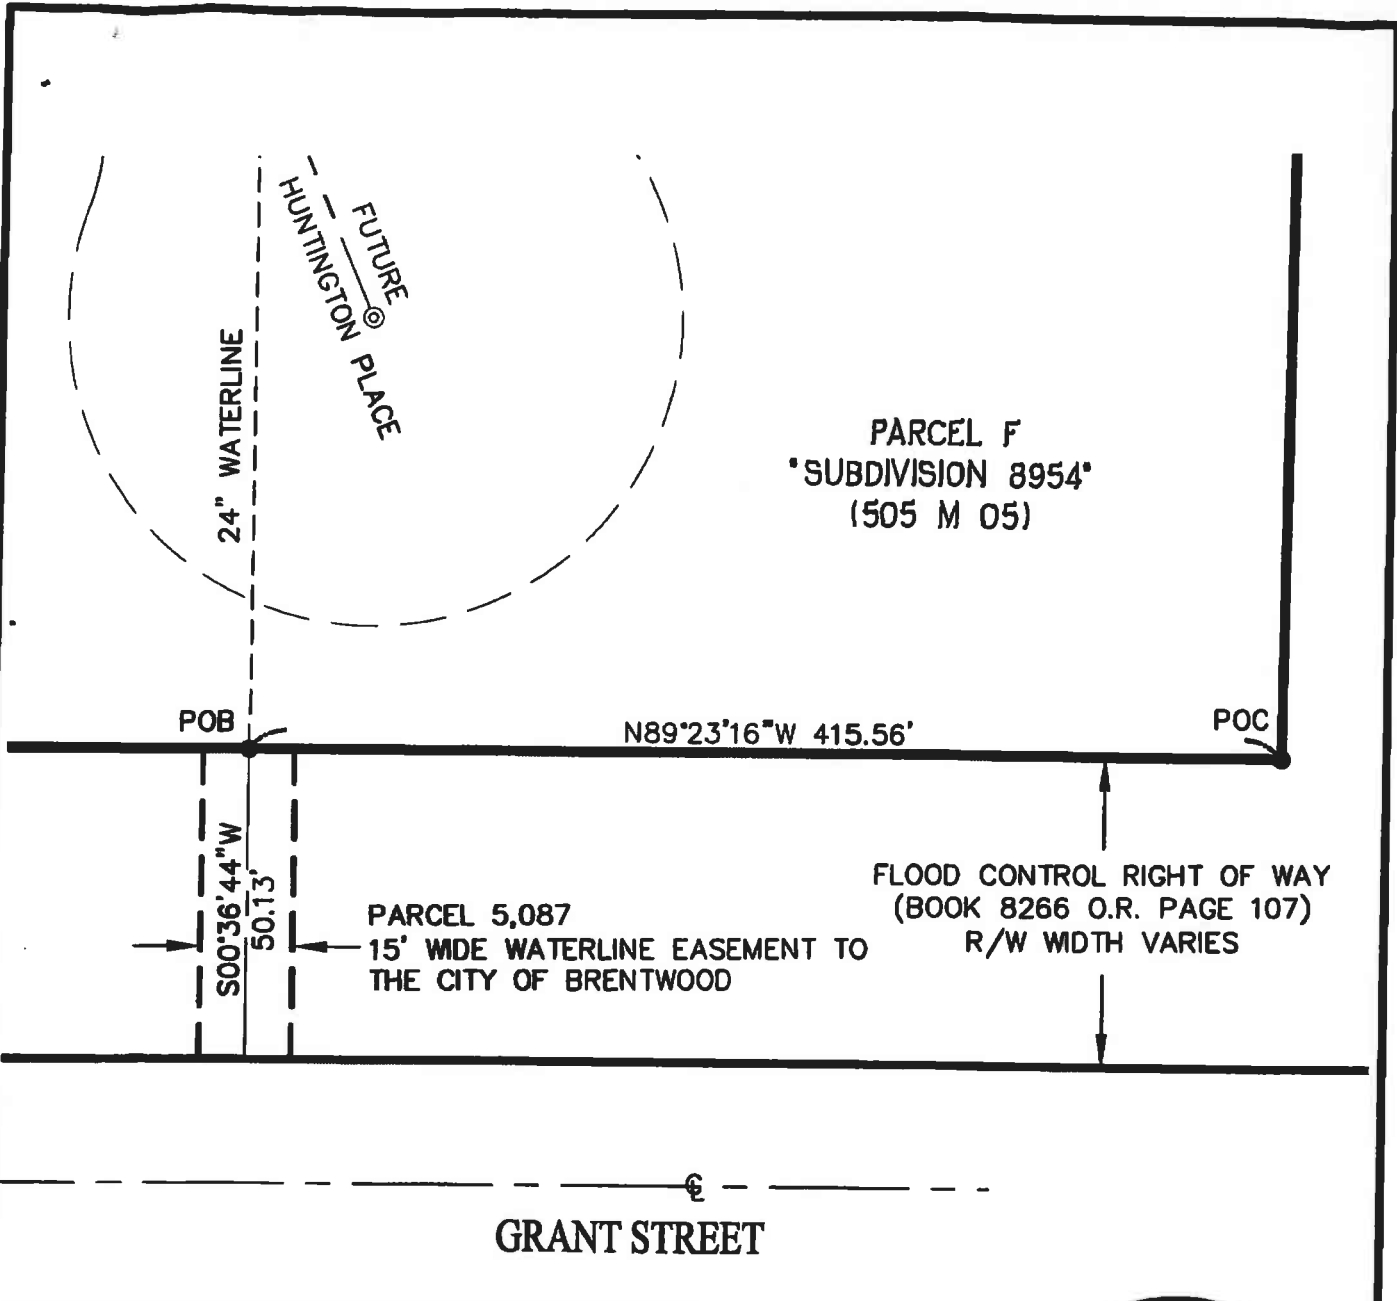 FUTURE
HUNTINGTON PLACE
24" WATERLINE
PARCEL F
"SUBDIVISION 8954"
(505 M 05)
POB
N89°23'16"W 415.56'
POC
S00°36'44"W
50.13'
PARCEL 5,087
15' WIDE WATERLINE EASEMENT TO
THE CITY OF BRENTWOOD
FLOOD CONTROL RIGHT OF WAY
(BOOK 8266 O.R. PAGE 107)
R/W WIDTH VARIES
℄
GRANT STREET